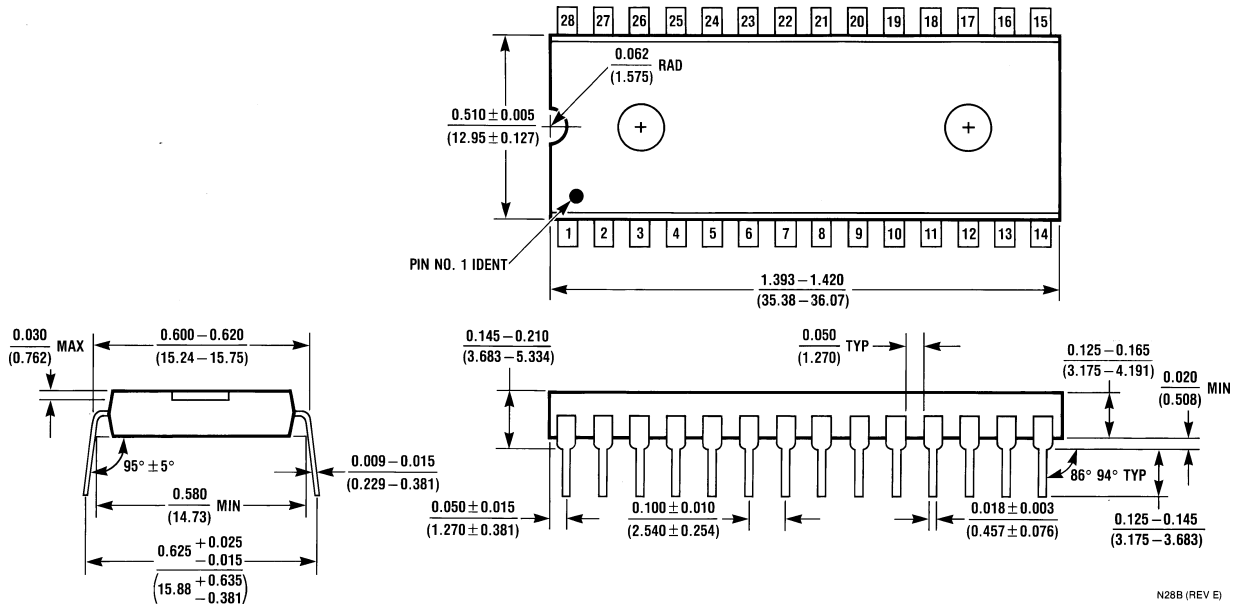 28 27 26 25 24 23 22 21 20 19 18 17 16 15
0.062
(1.575)
RAD
0.510 ± 0.005
(12.95 ± 0.127)
1 2 3 4 5 6 7 8 9 10 11 12 13 14
PIN NO. 1 IDENT
1.393 – 1.420
(35.38 – 36.07)
0.030
(0.762)
MAX
0.600 – 0.620
(15.24 – 15.75)
0.145 – 0.210
(3.683 – 5.334)
0.050
(1.270)
TYP
0.125 – 0.165
(3.175 – 4.191)
0.020
(0.508)
MIN
95° ± 5°
0.009 – 0.015
(0.229 – 0.381)
86° 94° TYP
0.580
(14.73)
MIN
0.050 ± 0.015
(1.270 ± 0.381)
0.100 ± 0.010
(2.540 ± 0.254)
0.018 ± 0.003
(0.457 ± 0.076)
0.125 – 0.145
(3.175 – 3.683)
0.625 + 0.025
– 0.015
(15.88 + 0.635
– 0.381)
N28B (REV E)